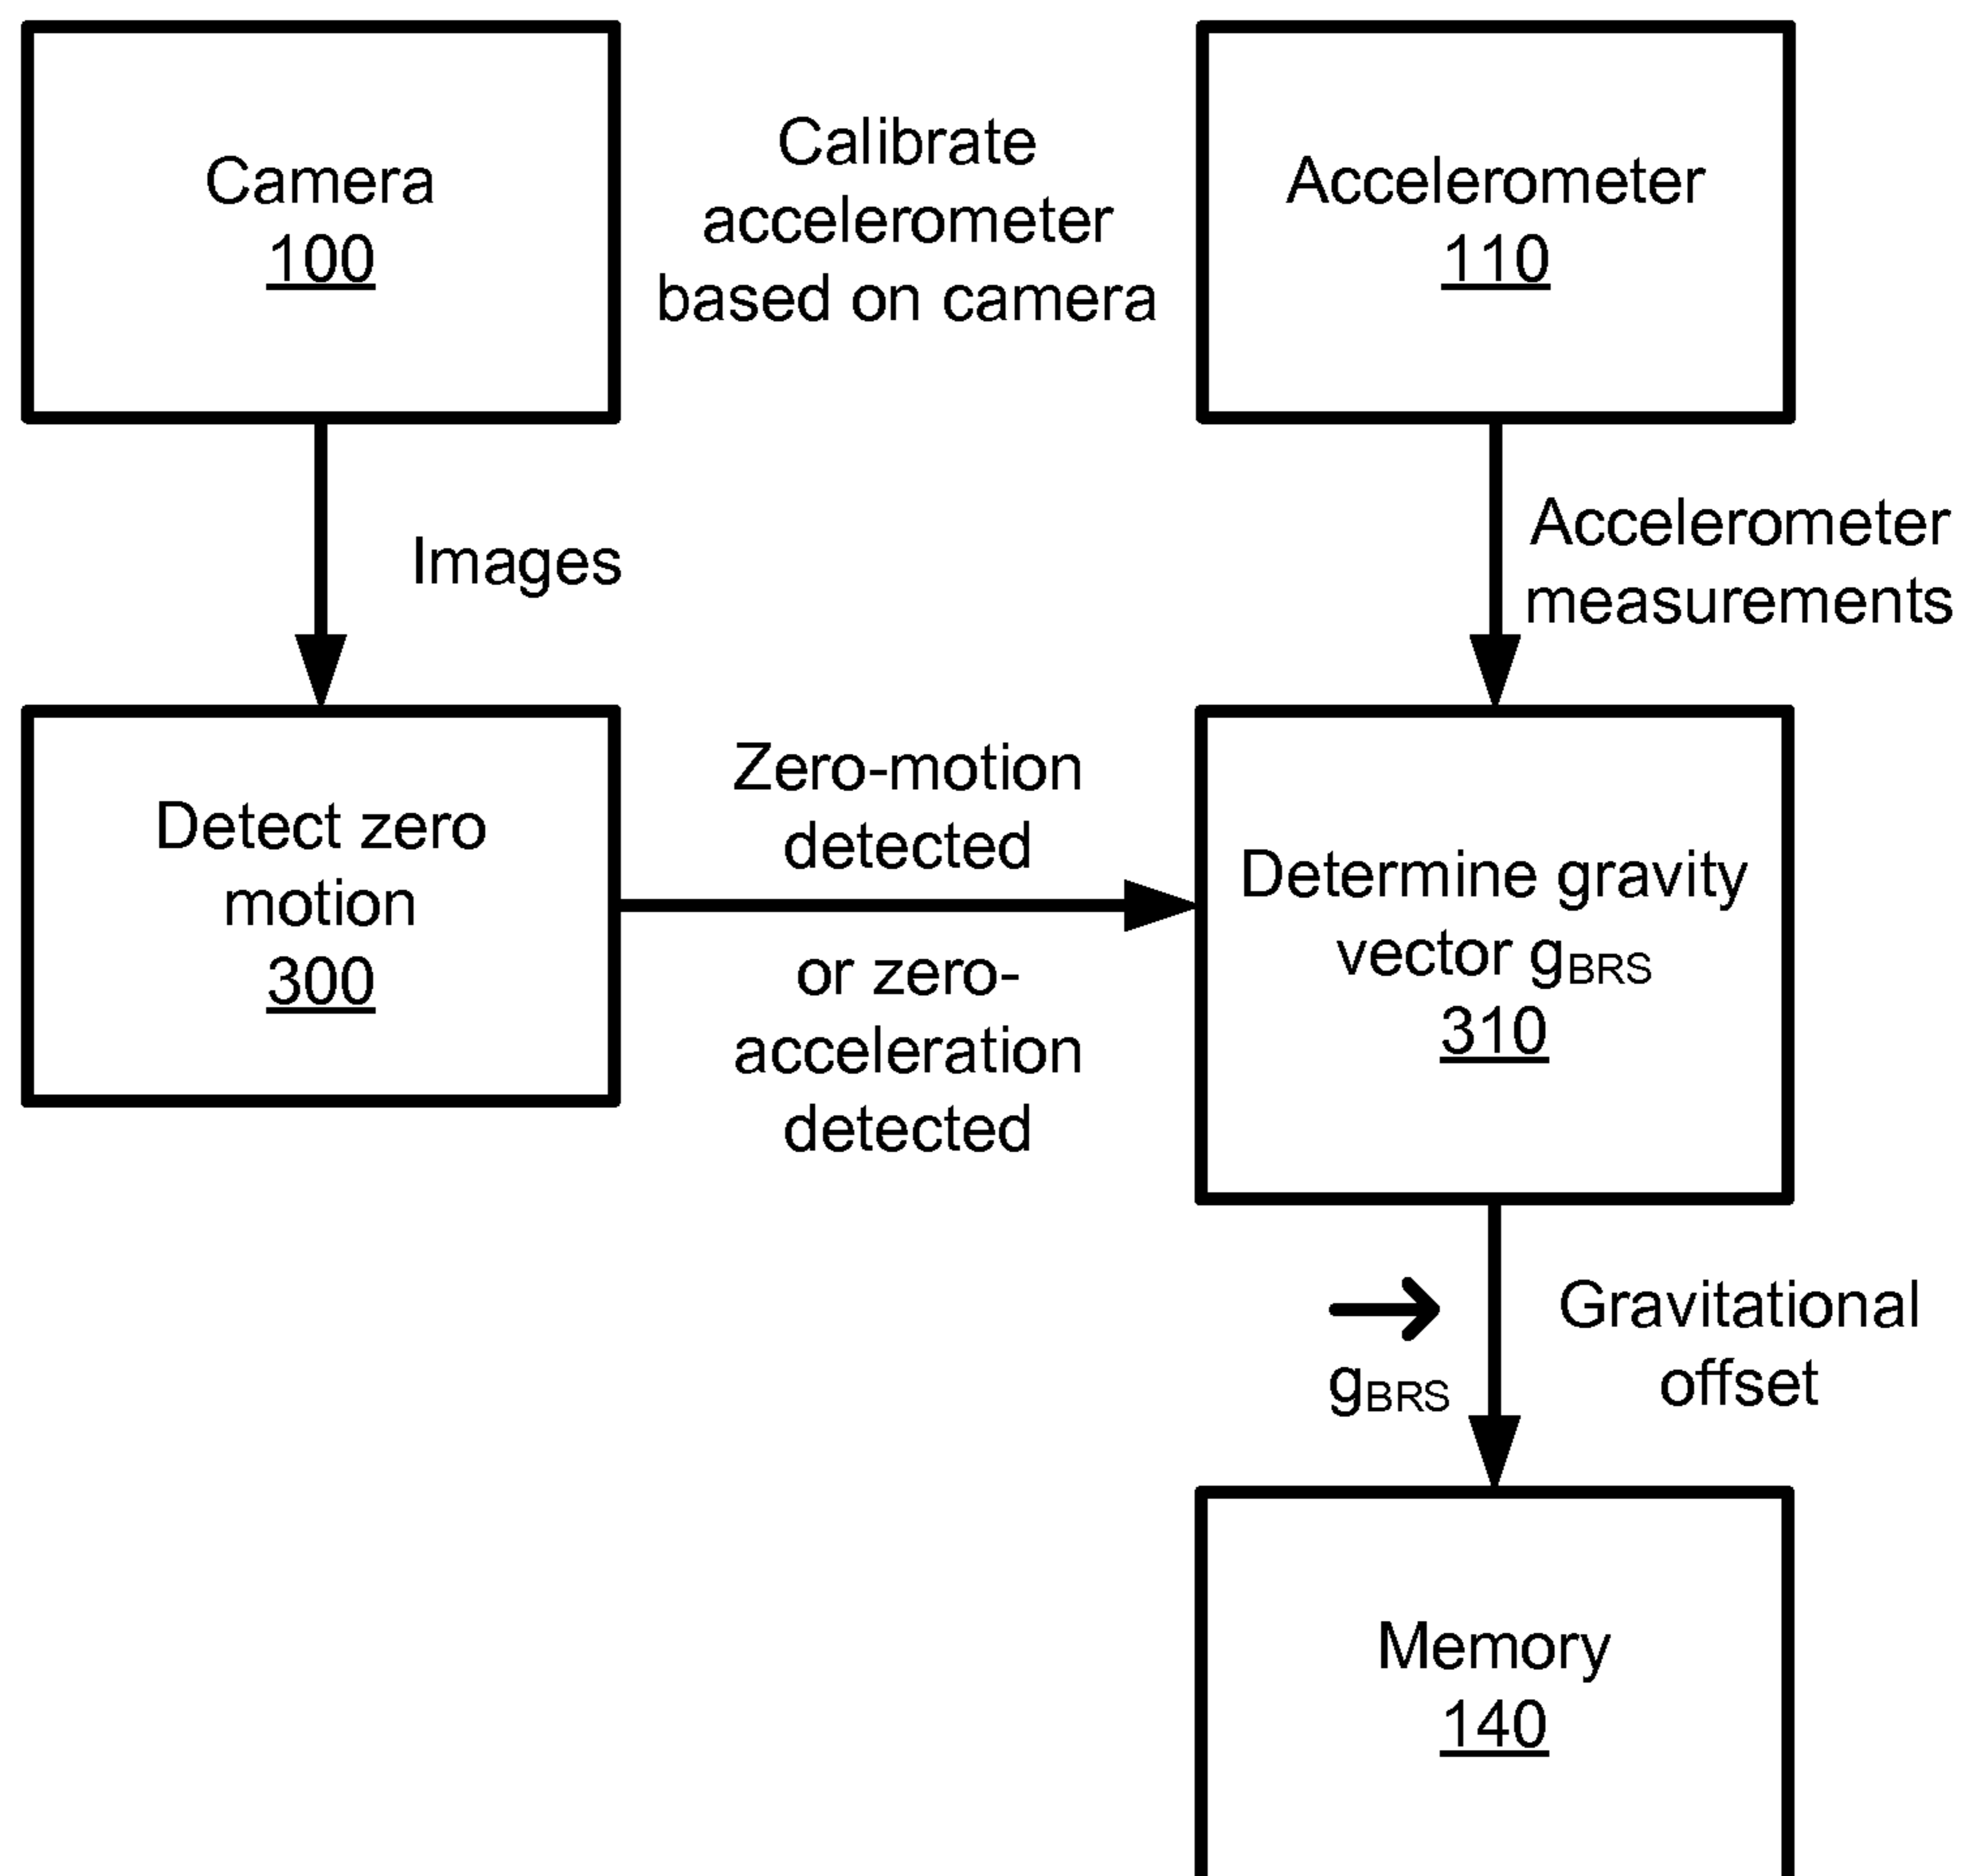 Camera
100
Calibrate
accelerometer
based on camera
Accelerometer
110
Images
Accelerometer
measurements
Detect zero
motion
300
Zero-motion
detected
or zero-
acceleration
detected
Determine gravity
vector gBRS
310
gBRS
Gravitational
offset
Memory
140